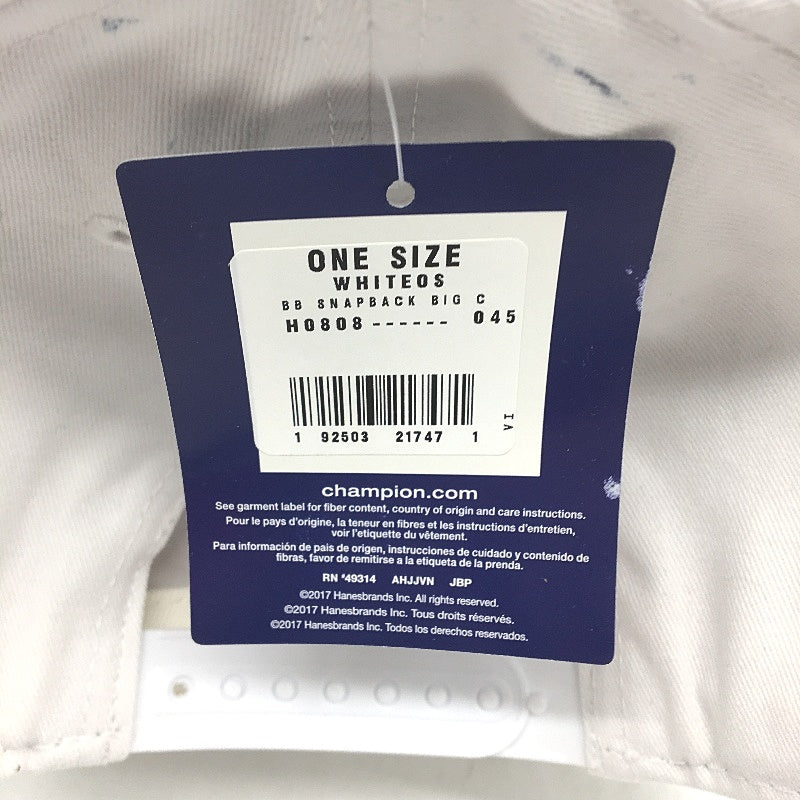 ONE SIZE
WHITEOS
BB SNAPBACK BIG C
H0808------ 045
1 92503 21747 1
VI
champion.com
See garment label for fiber content, country of origin and care instructions.
Pour le pays d'origine, la teneur en fibres et les instructions d'entretien,
voir l'etiquette du vêtement.
Para información de pais de origen, instrucciones de cuidado y contenido de
fibras, favor de remitirse a la etiqueta de la prenda.
RN *49314 AHJJVN JBP
©2017 Hanesbrands Inc. All rights reserved.
©2017 Hanesbrands Inc. Tous droits réservés.
©2017 Hanesbrands Inc. Todos los derechos reservados.